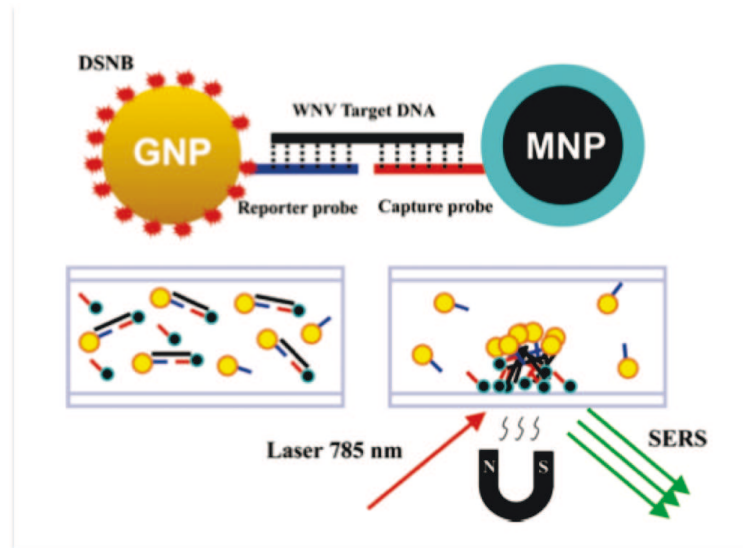 DSNB
WNV Target DNA
GNP
MNP
Reporter probe
Capture probe
Laser 785 nm
SERS
N
S